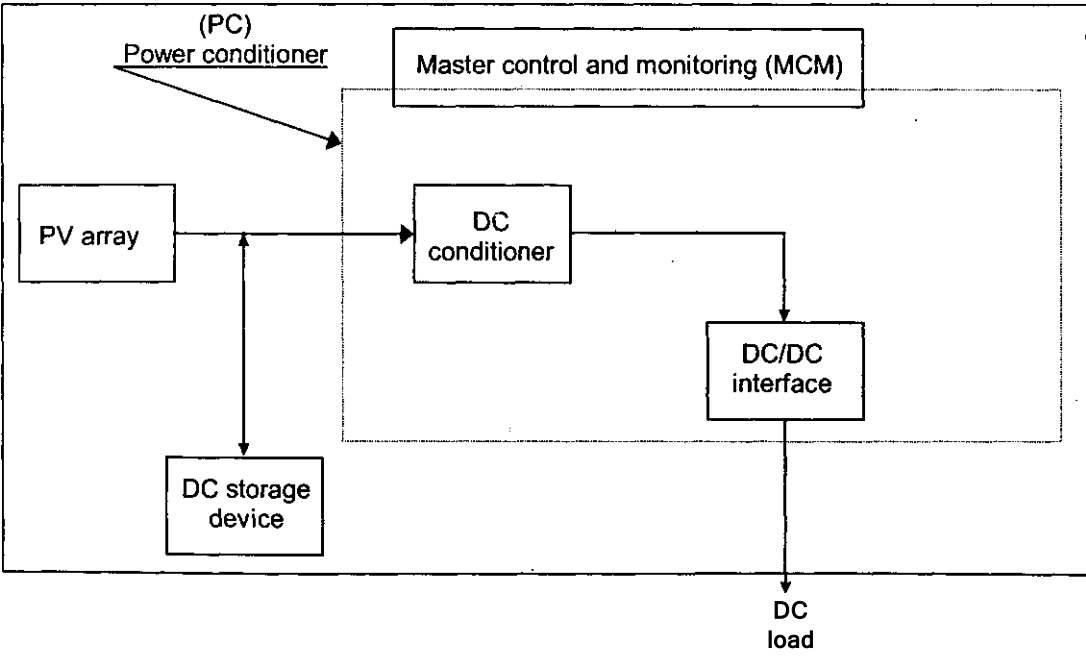 (PC)
Power conditioner
Master control and monitoring (MCM)
PV array
DC
conditioner
DC/DC
interface
DC storage
device
DC
load